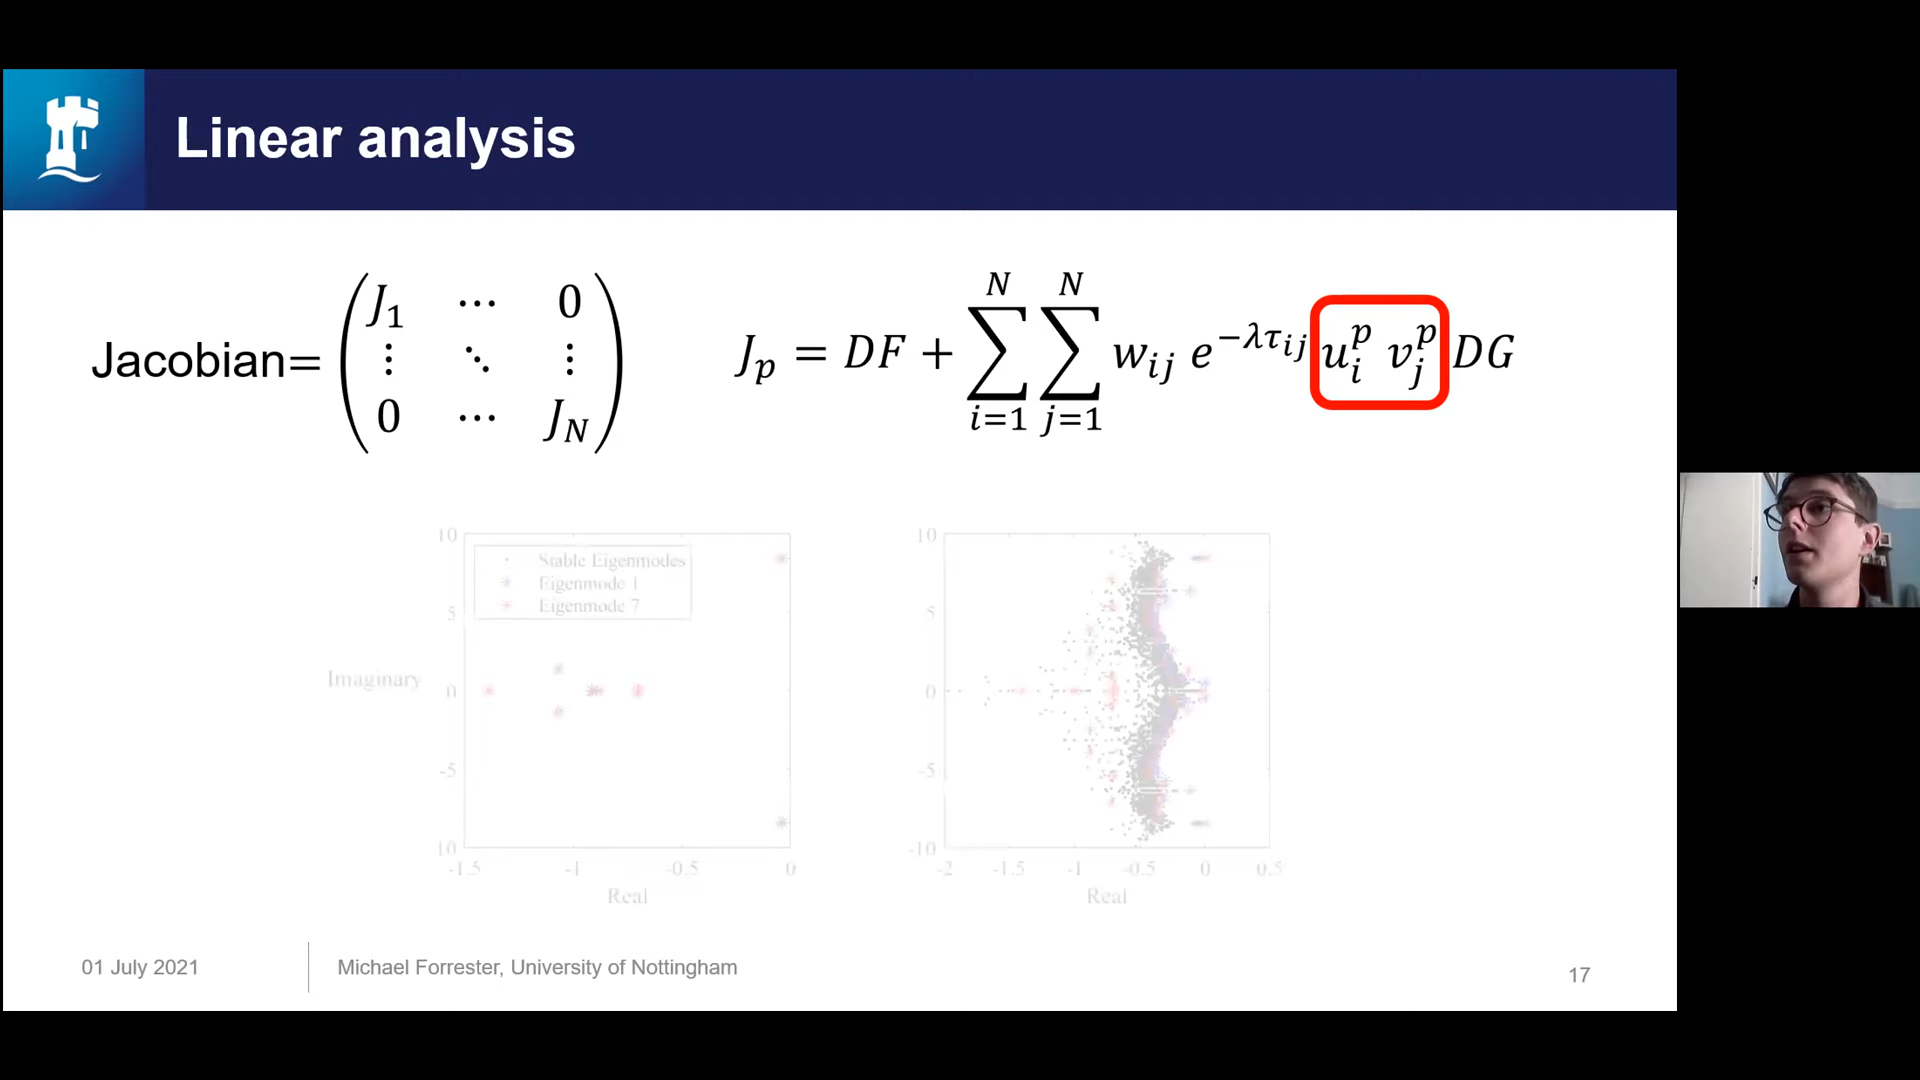 Linear analysis
Jacobian= ( J_1 ⋯ 0
⋮ ⋱ ⋮
0 ⋯ J_N )
J_p = DF + ∑_{i=1}^{N} ∑_{j=1}^{N} w_{ij} e^{−λτ_{ij}} u_i^p v_j^p DG
10
Stable Eigenmodes
Eigenmode 1
Eigenmode 7
5
Imaginary
0
-5
10
-1.5 -1 -0.5 0
Real
10
5
0
-5
-10
-2 -1.5 -1 -0.5 0 0.5
Real
01 July 2021
Michael Forrester, University of Nottingham
17